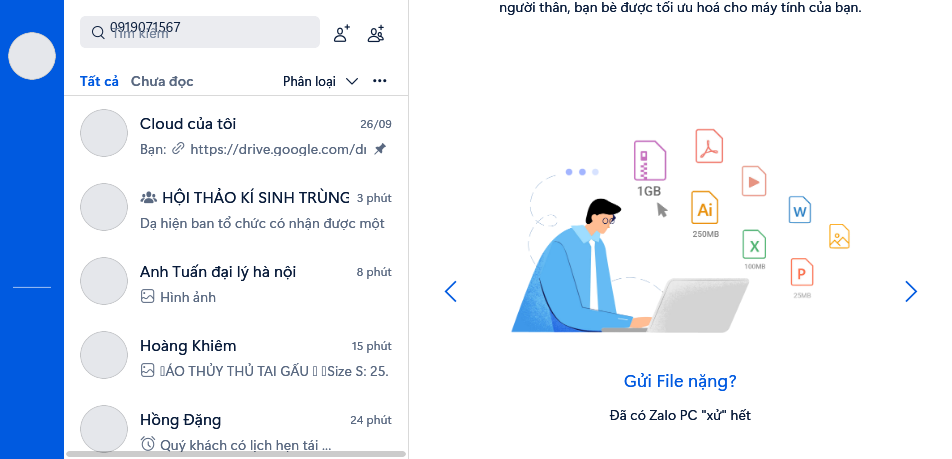 người thân, bạn bè được tối ưu hoá cho máy tính của bạn.
0919071567
Tìm kiếm
Tất cả Chưa đọc Phân loại
Cloud của tôi 26/09
Bạn: https://drive.google.com/dr
HỘI THẢO KÍ SINH TRÙNG 3 phút
Dạ hiện ban tổ chức có nhận được một
Anh Tuấn đại lý hà nội 8 phút
Hình ảnh
Hoàng Khiêm 15 phút
ÁO THỦY THỦ TAI GẤU Size S: 25.
Hồng Đặng 24 phút
Quý khách có lịch hẹn tái ...
1GB
Ai
250MB
W
X
100MB
P
25MB
Gửi File nặng?
Đã có Zalo PC "xử" hết